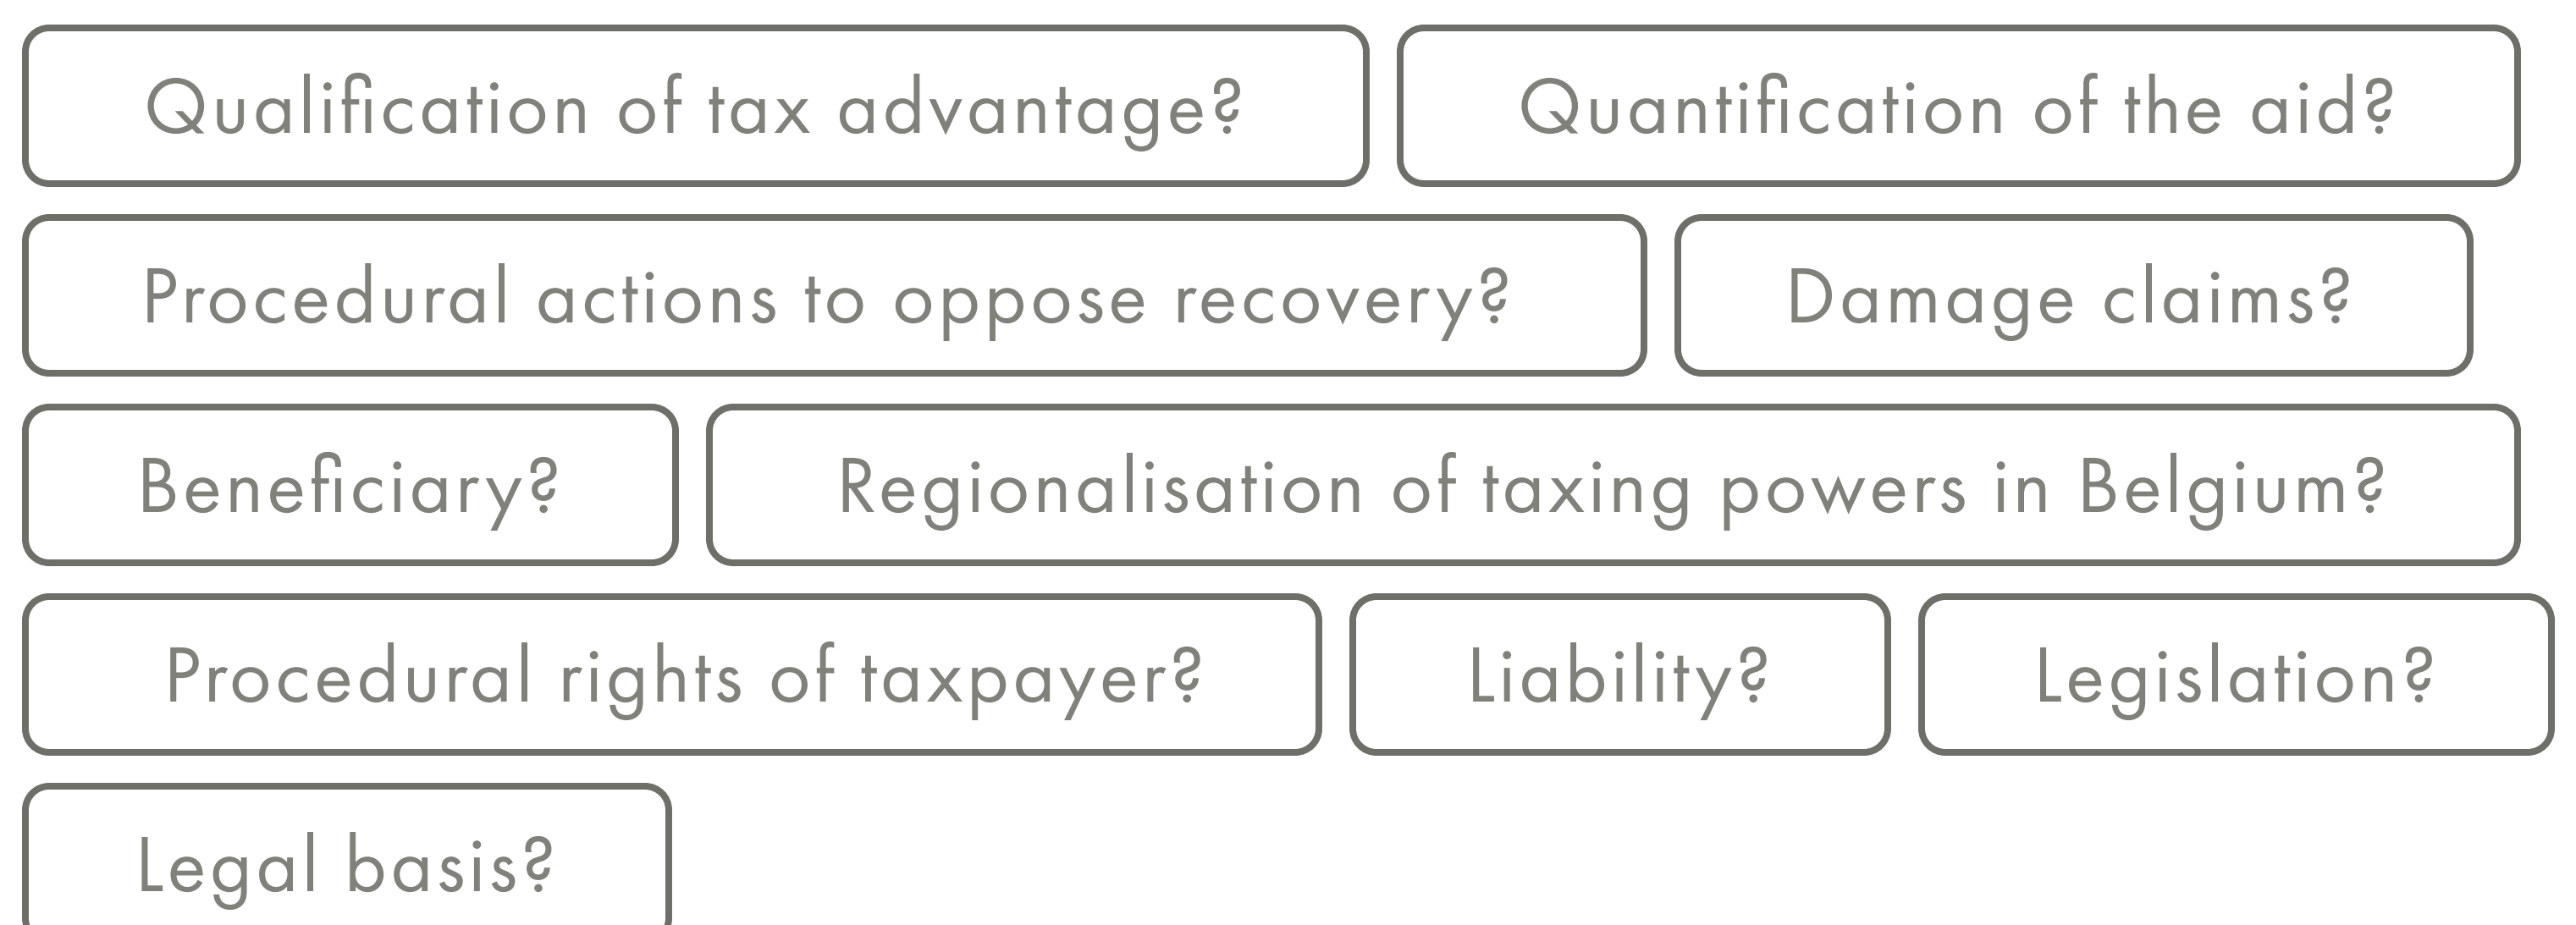 Qualification of tax advantage?
Quantification of the aid?
Procedural actions to oppose recovery?
Damage claims?
Beneficiary?
Regionalisation of taxing powers in Belgium?
Procedural rights of taxpayer?
Liability?
Legislation?
Legal basis?